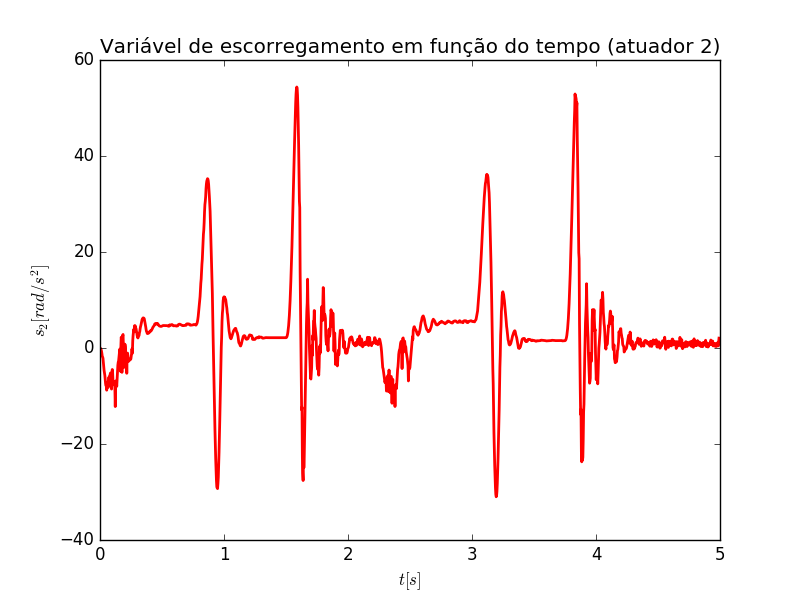 Variável de escorregamento em função do tempo (atuador 2)
60
40
20
0
−20
−40
s₂[rad/s²]
0 1 2 3 4 5
t[s]